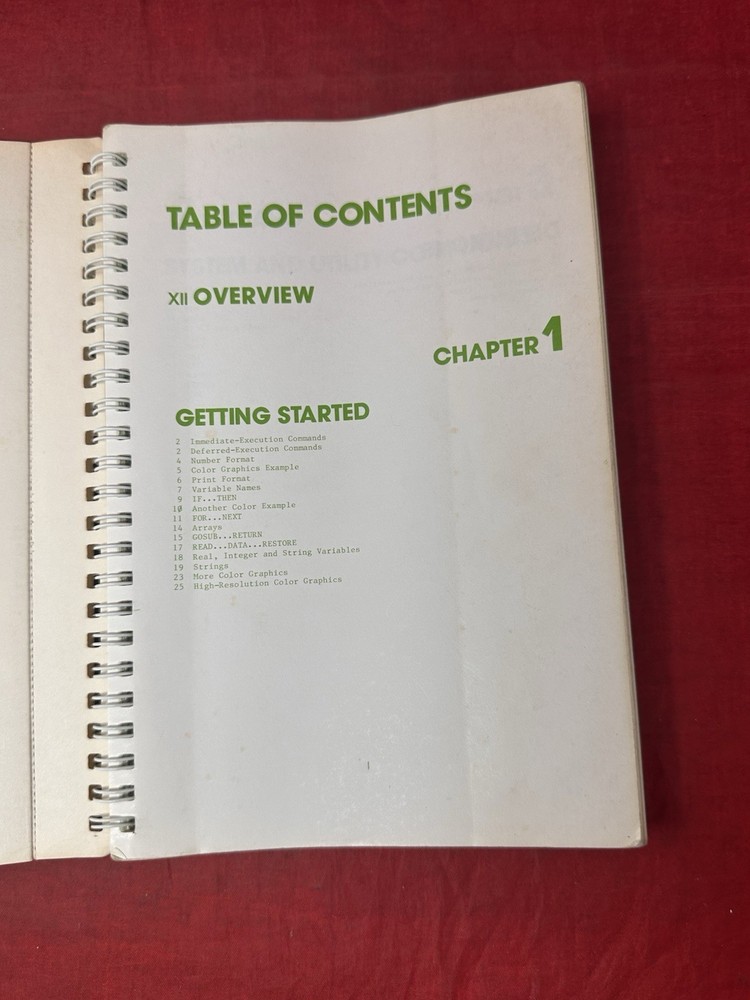 TABLE OF CONTENTS
XII OVERVIEW
CHAPTER 1
GETTING STARTED
2 Immediate-Execution Commands
2 Deferred-Execution Commands
4 Number Format
5 Color Graphics Example
6 Print Format
7 Variable Names
9 IF...THEN
10 Another Color Example
11 FOR...NEXT
14 Arrays
15 GOSUB...RETURN
17 READ...DATA...RESTORE
18 Real, Integer and String Variables
19 Strings
23 More Color Graphics
25 High-Resolution Color Graphics